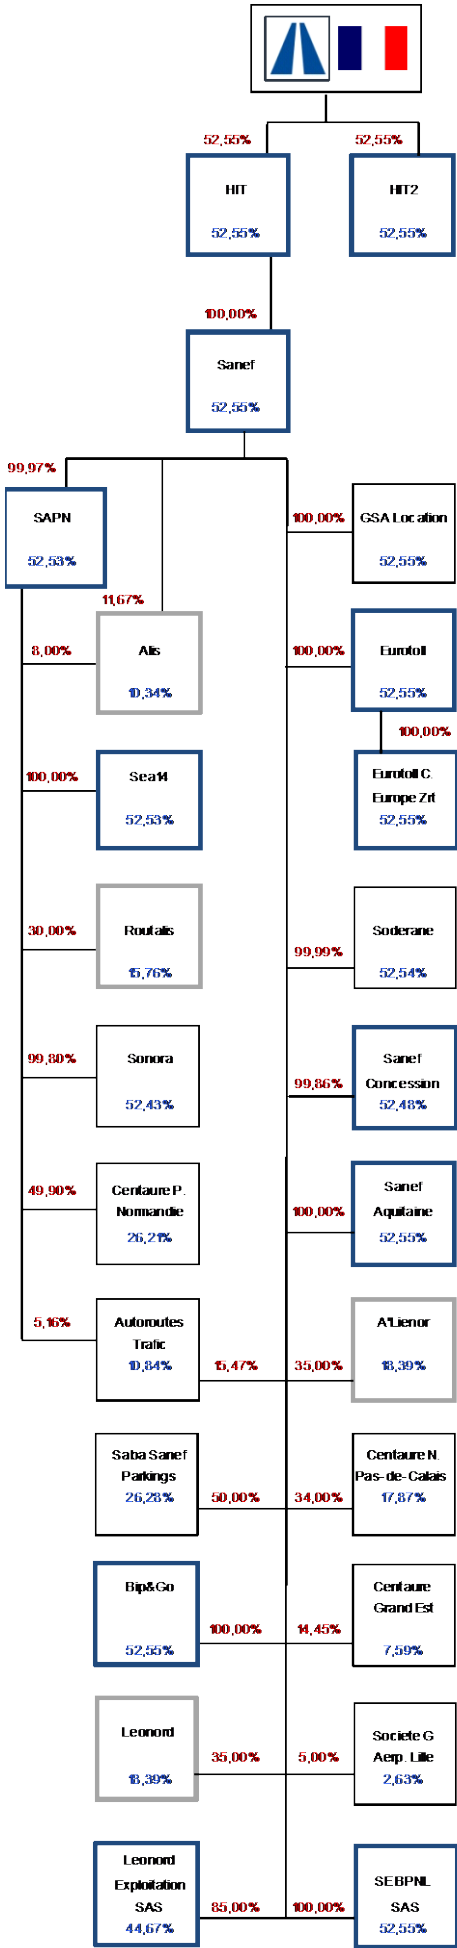 52,55%
52,55%
HIT
52,55%
HIT2
52,55%
100,00%
Sanef
52,55%
99,97%
SAPN
52,53%
100,00%
GSA Location
52,55%
11,67%
8,00%
Alis
10,34%
100,00%
Eurotoll
52,55%
100,00%
100,00%
Sea14
52,53%
Eurotoll C.
Europe Zrt
52,55%
30,00%
Routalis
15,76%
99,99%
Soderane
52,54%
99,80%
Sonora
52,43%
99,86%
Sanef
Concession
52,48%
49,90%
Centaure P.
Normandie
26,21%
100,00%
Sanef
Aquitaine
52,55%
5,16%
Autoroutes
Trafic
10,84%
15,47%
35,00%
A'Lienor
18,39%
Saba Sanef
Parkings
26,28%
50,00%
34,00%
Centaure N.
Pas-de-Calais
17,87%
Bip&Go
52,55%
100,00%
14,45%
Centaure
Grand Est
7,59%
Leonord
18,39%
35,00%
5,00%
Societe G
Aerp. Lille
2,63%
Leonord
Exploitation
SAS
44,67%
85,00%
100,00%
SEBPNL
SAS
52,55%